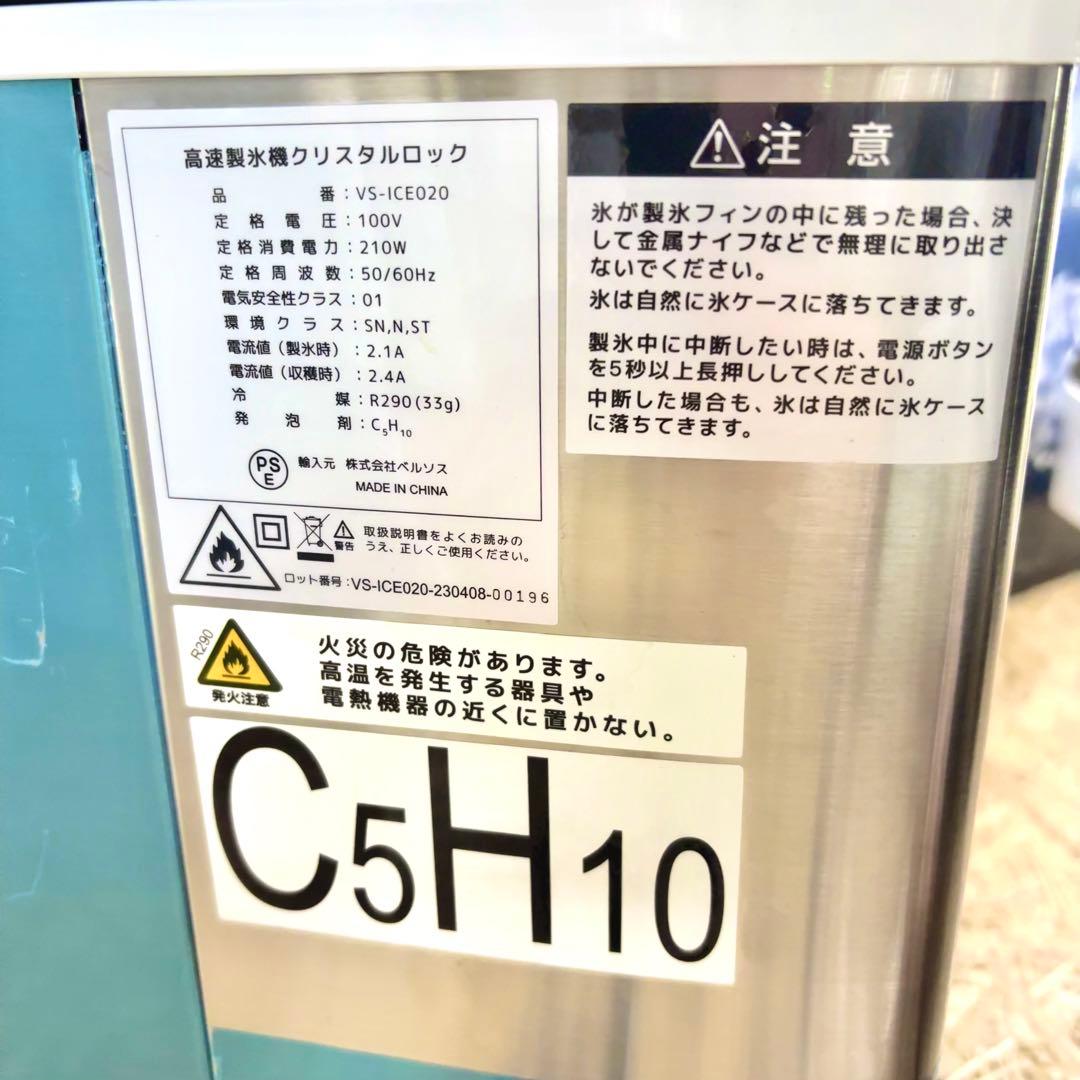 高速製氷機クリスタルロック
品番：VS-ICE020
定格電圧：100V
定格消費電力：210W
定格周波数：50/60Hz
電気安全性クラス：01
環境クラス：SN,N,ST
電流値（製氷時）：2.1A
電流値（収穫時）：2.4A
冷媒：R290(33g)
発泡剤：C₅H₁₀
PSE
輸入元 株式会社ベルソス
MADE IN CHINA
警告
取扱説明書をよくお読みの
うえ、正しくご使用ください。
ロット番号：VS-ICE020-230408-00196
注意
氷が製氷フィンの中に残った場合、決
して金属ナイフなどで無理に取り出さ
ないでください。
氷は自然に氷ケースに落ちてきます。
製氷中に中断したい時は、電源ボタン
を5秒以上長押ししてください。
中断した場合も、氷は自然に氷ケース
に落ちてきます。
R290
発火注意
火災の危険があります。
高温を発生する器具や
電熱機器の近くに置かない。
C5H10